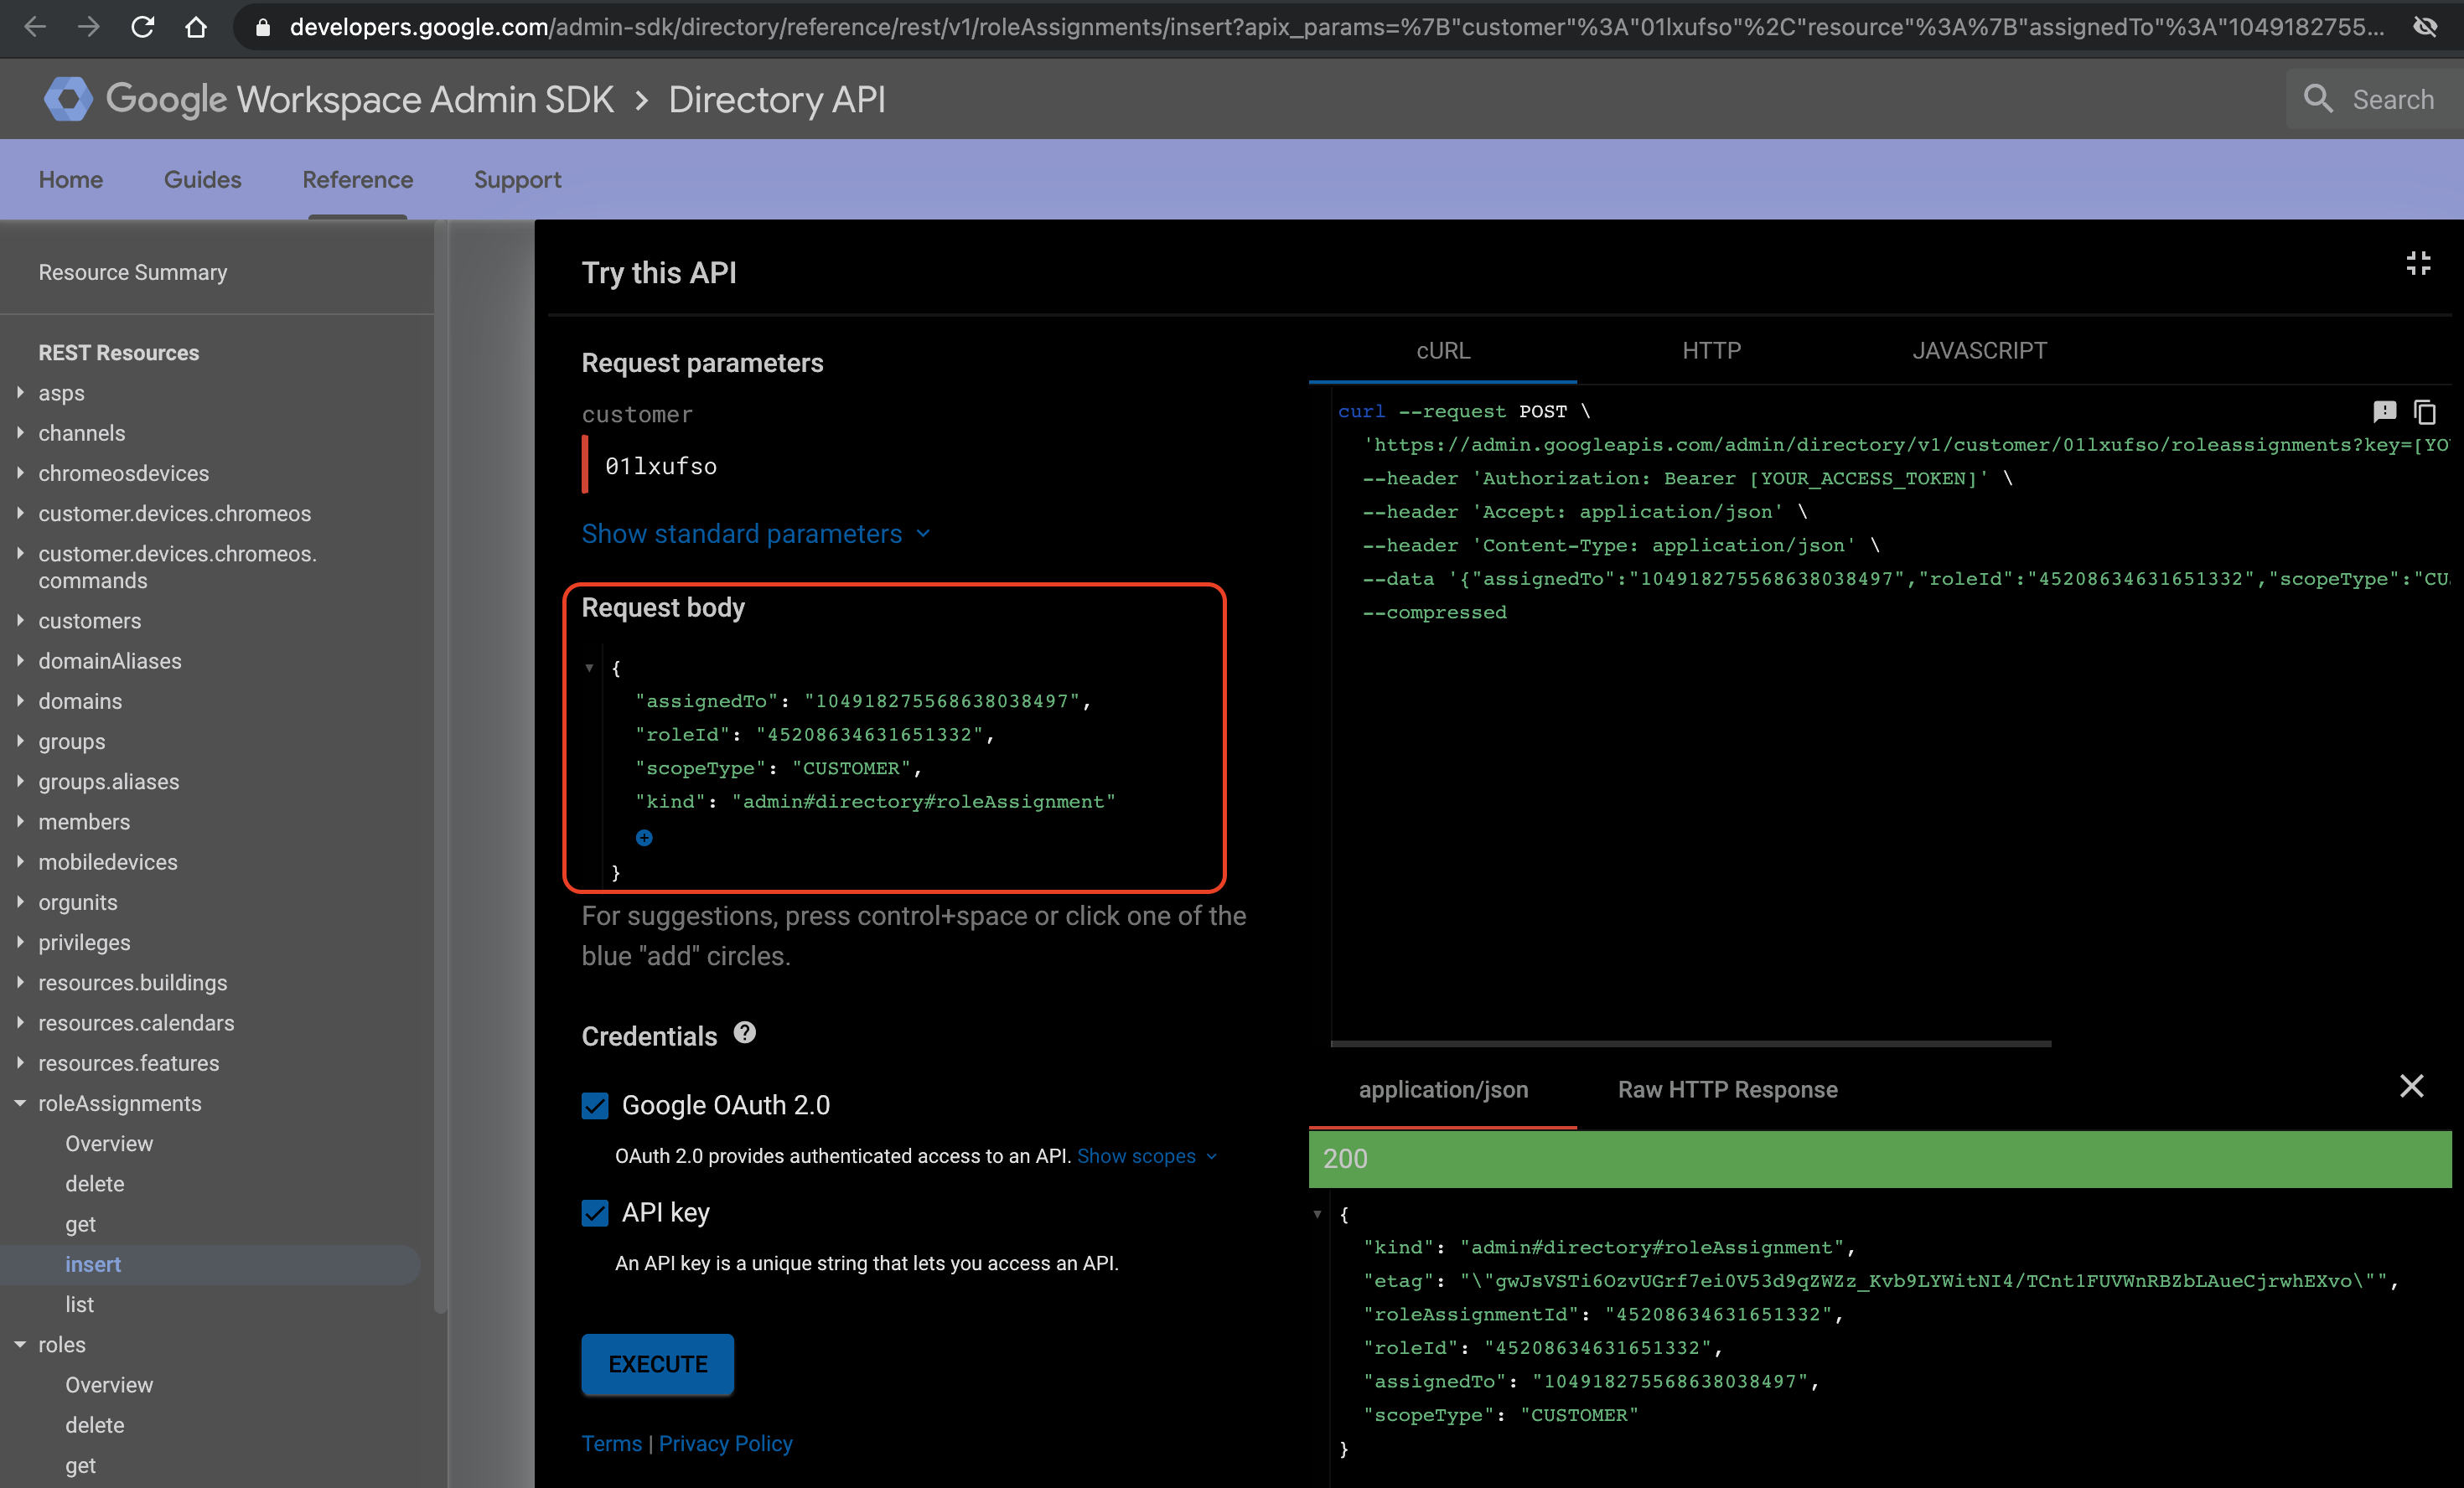 developers.google.com/admin-sdk/directory/reference/rest/v1/roleAssignments/insert?apix_params=%7B"customer"%3A"01lxufso"%2C"resource"%3A%7B"assignedTo"%3A"1049182755...
Google Workspace Admin SDK > Directory API
Search
Home
Guides
Reference
Support
Resource Summary
REST Resources
asps
channels
chromeosdevices
customer.devices.chromeos
customer.devices.chromeos.
commands
customers
domainAliases
domains
groups
groups.aliases
members
mobiledevices
orgunits
privileges
resources.buildings
resources.calendars
resources.features
roleAssignments
Overview
delete
get
insert
list
roles
Overview
delete
get
Try this API
Request parameters
customer
01lxufso
Show standard parameters
Request body
{
"assignedTo": "104918275568638038497",
"roleId": "45208634631651332",
"scopeType": "CUSTOMER",
"kind": "admin#directory#roleAssignment"
}
For suggestions, press control+space or click one of the
blue "add" circles.
Credentials
Google OAuth 2.0
OAuth 2.0 provides authenticated access to an API. Show scopes
API key
An API key is a unique string that lets you access an API.
EXECUTE
Terms | Privacy Policy
cURL
HTTP
JAVASCRIPT
curl --request POST \
'https://admin.googleapis.com/admin/directory/v1/customer/01lxufso/roleassignments?key=[YO
--header 'Authorization: Bearer [YOUR_ACCESS_TOKEN]' \
--header 'Accept: application/json' \
--header 'Content-Type: application/json' \
--data '{"assignedTo":"104918275568638038497","roleId":"45208634631651332","scopeType":"CU
--compressed
application/json
Raw HTTP Response
200
{
"kind": "admin#directory#roleAssignment",
"etag": "\"gwJsVSTi6OzvUGrf7ei0V53d9qZWZz_Kvb9LYWitNI4/TCnt1FUVWnRBZbLAueCjrwhEXvo\"",
"roleAssignmentId": "45208634631651332",
"roleId": "45208634631651332",
"assignedTo": "104918275568638038497",
"scopeType": "CUSTOMER"
}